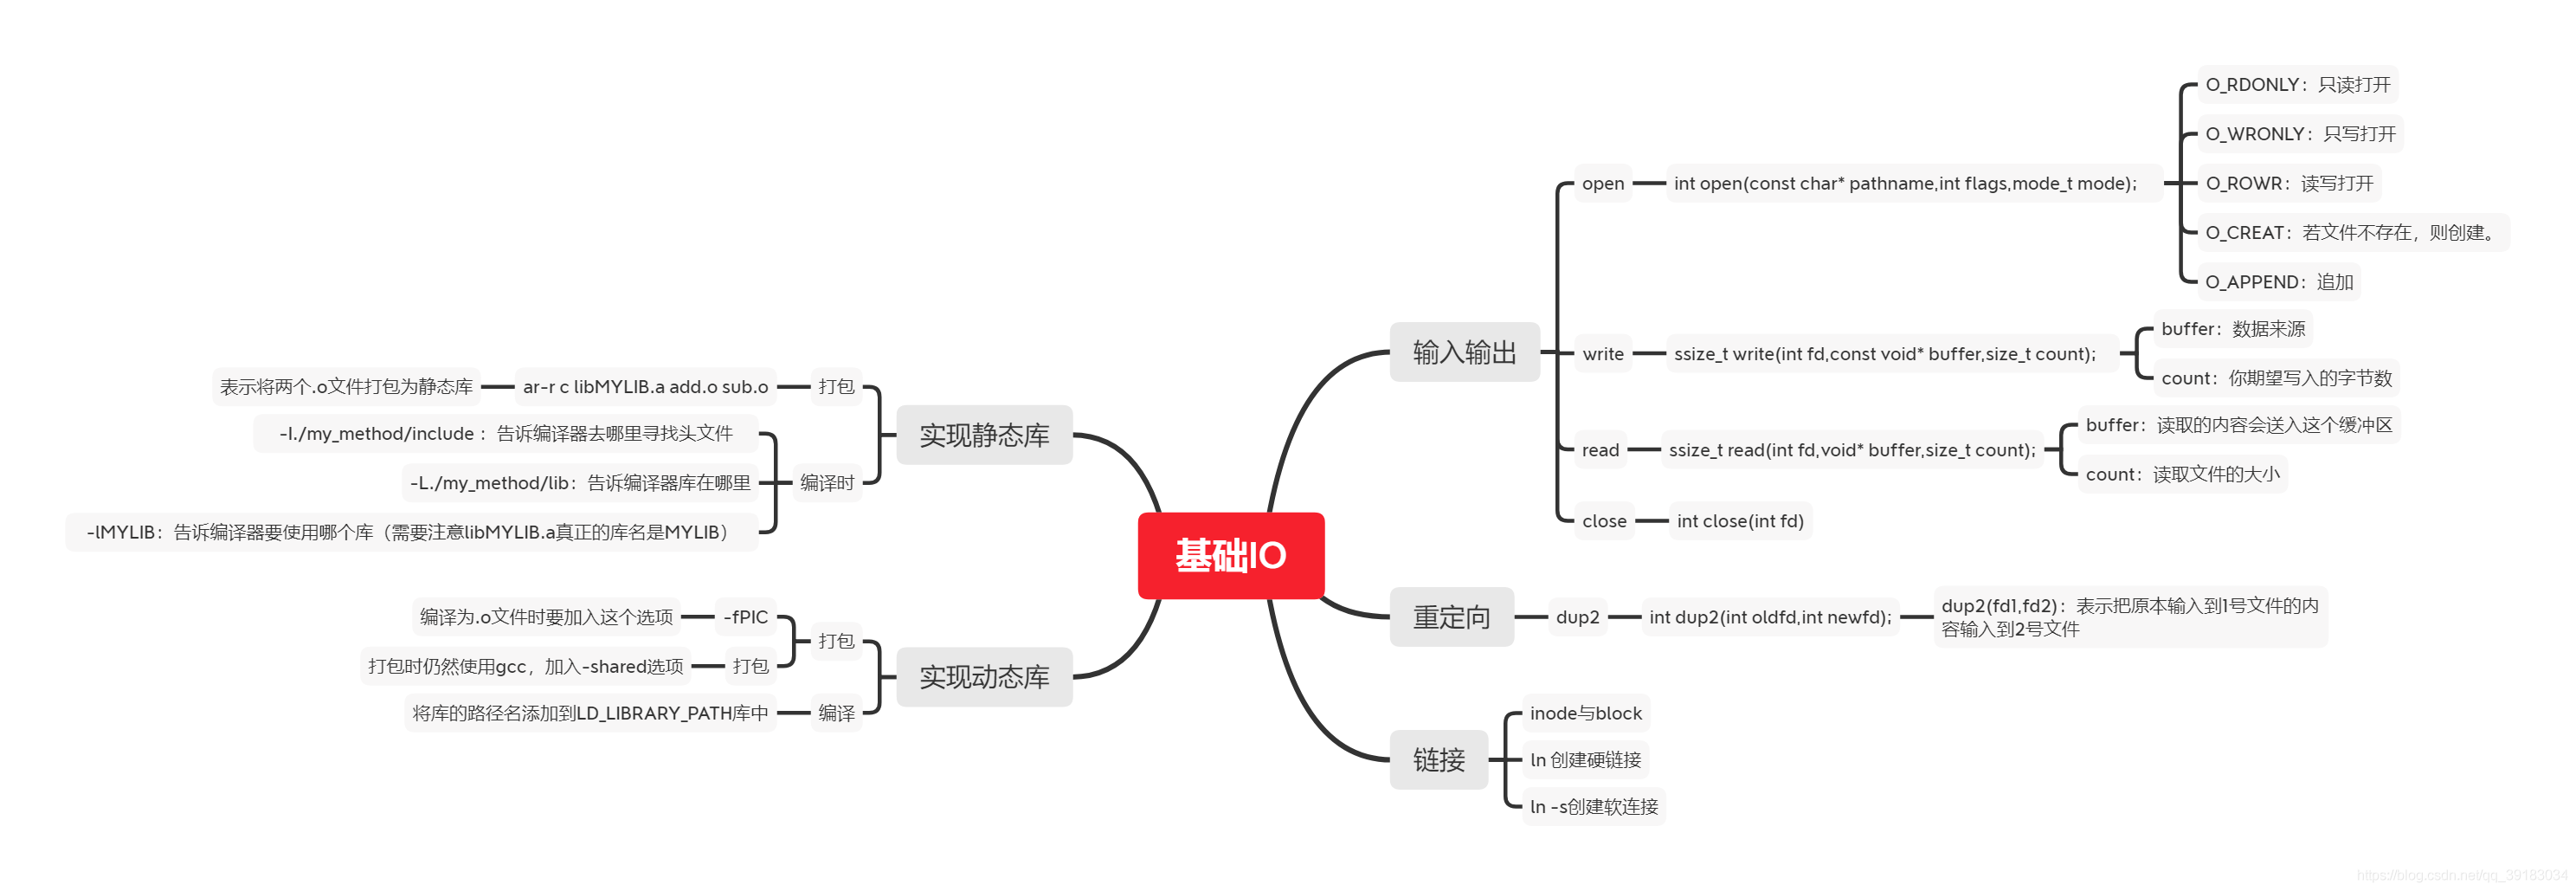 基础IO
输入输出
open
int open(const char* pathname,int flags,mode_t mode);
O_RDONLY：只读打开
O_WRONLY：只写打开
O_ROWR：读写打开
O_CREAT：若文件不存在，则创建。
O_APPEND：追加
write
ssize_t write(int fd,const void* buffer,size_t count);
buffer：数据来源
count：你期望写入的字节数
read
ssize_t read(int fd,void* buffer,size_t count);
buffer：读取的内容会送入这个缓冲区
count：读取文件的大小
close
int close(int fd)
重定向
dup2
int dup2(int oldfd,int newfd);
dup2(fd1,fd2)：表示把原本输入到1号文件的内
容输入到2号文件
链接
inode与block
ln 创建硬链接
ln -s创建软连接
实现静态库
打包
ar-r c libMYLIB.a add.o sub.o
表示将两个.o文件打包为静态库
编译时
-I./my_method/include ：告诉编译器去哪里寻找头文件
-L./my_method/lib：告诉编译器库在哪里
-lMYLIB：告诉编译器要使用哪个库（需要注意libMYLIB.a真正的库名是MYLIB）
实现动态库
打包
-fPIC
编译为.o文件时要加入这个选项
打包
打包时仍然使用gcc，加入-shared选项
编译
将库的路径名添加到LD_LIBRARY_PATH库中
https://blog.csdn.net/qq_39183034